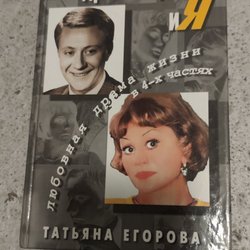 и Я
любовная драма жизни
в 4-х частях
ТАТЬЯНА ЕГОРОВА